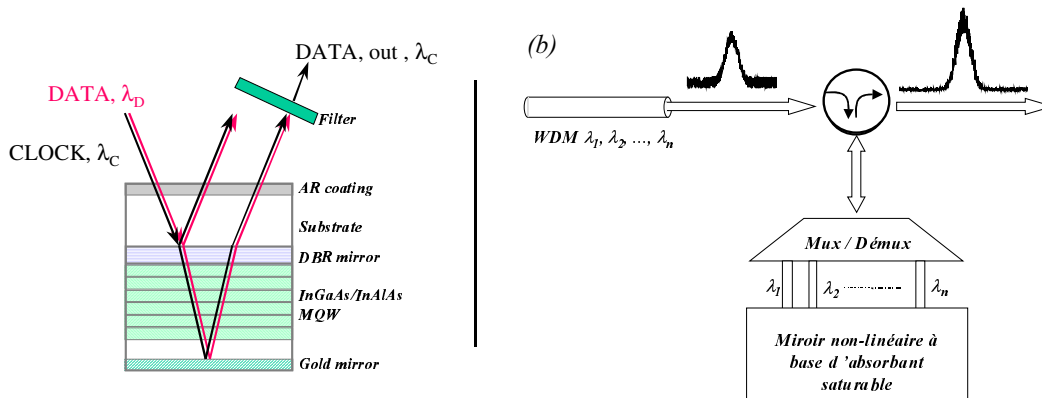 DATA, out , λC
DATA, λD
Filter
CLOCK, λC
AR coating
Substrate
DBR mirror
InGaAs/InAlAs
MQW
Gold mirror
(b)
WDM λ1, λ2, ..., λn
Mux / Démux
λ1 λ2 λn
Miroir non-linéaire à
base d 'absorbant
saturable